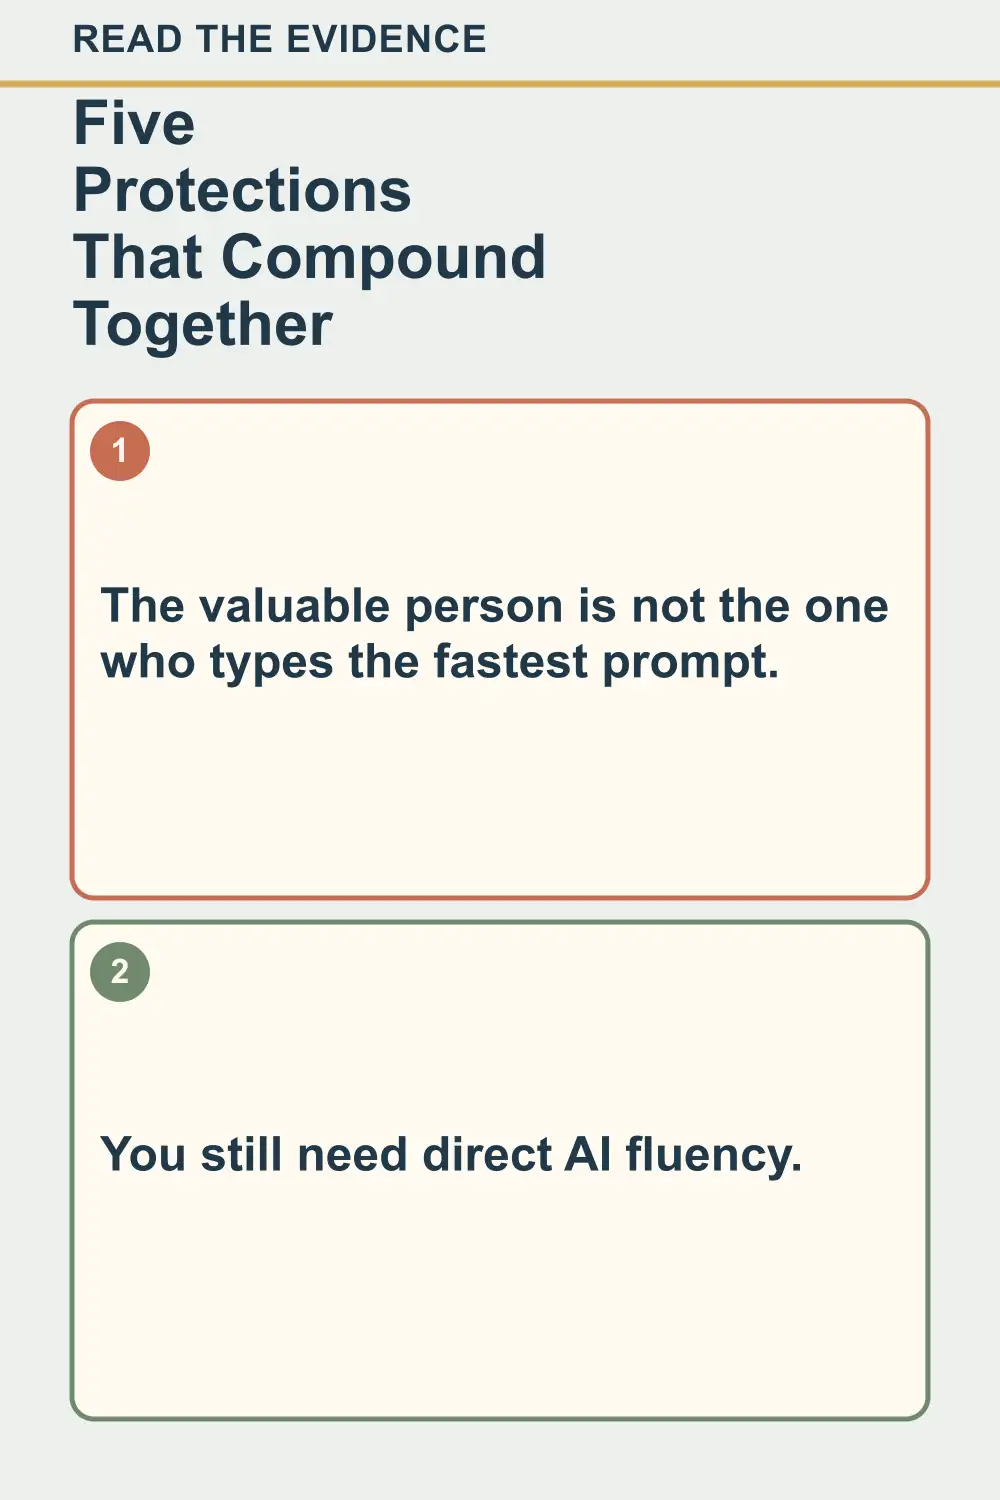 READ THE EVIDENCE
Five
Protections
That Compound
Together
1
The valuable person is not the one
who types the fastest prompt.
2
You still need direct AI fluency.